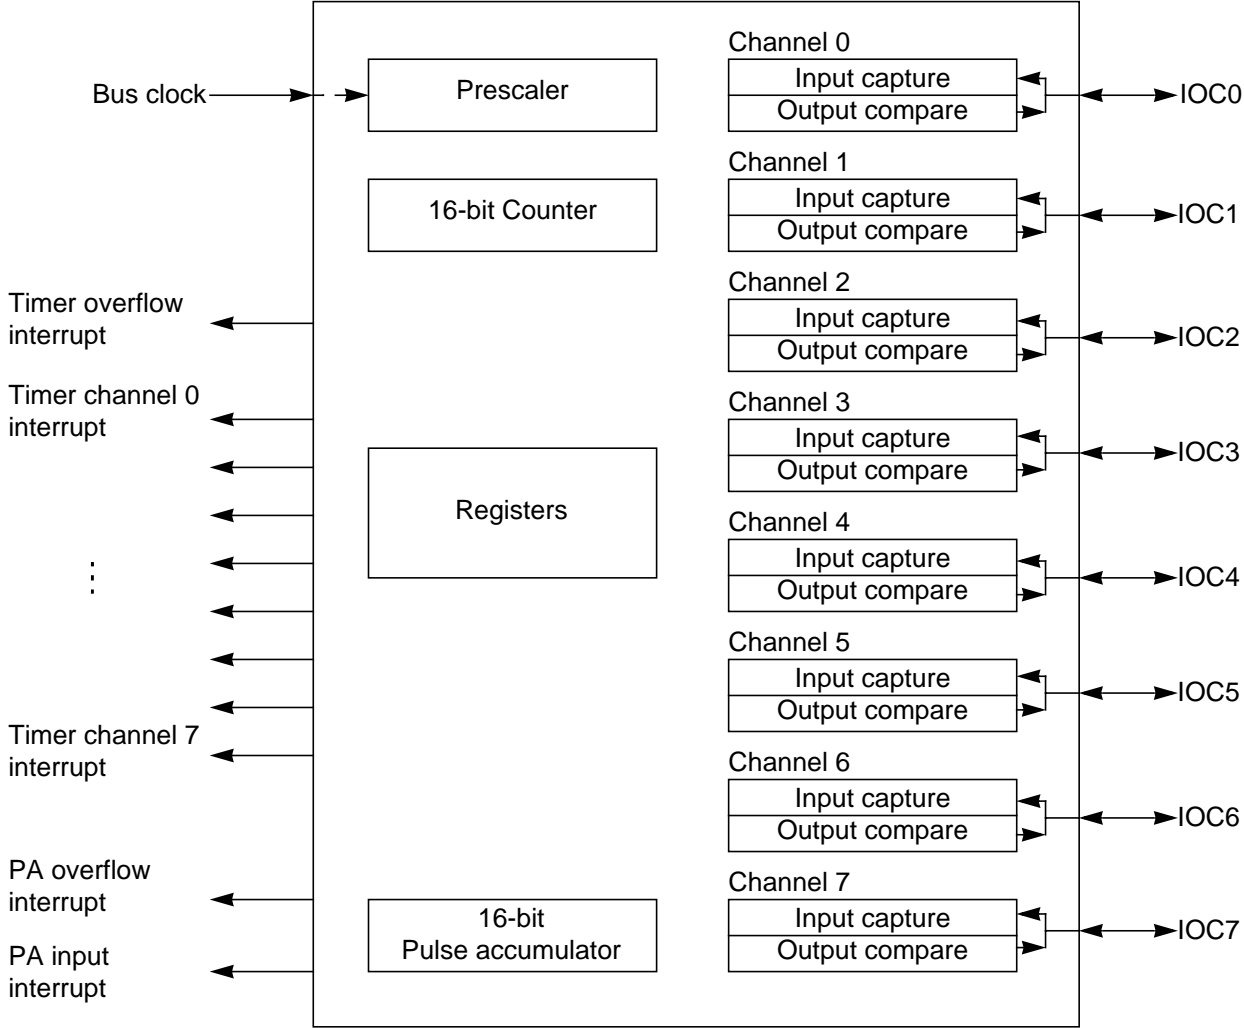 Bus clock
Prescaler
16-bit Counter
Timer overflow
interrupt
Timer channel 0
interrupt
Registers
Timer channel 7
interrupt
PA overflow
interrupt
PA input
interrupt
16-bit
Pulse accumulator
Channel 0
Input capture
Output compare
IOC0
Channel 1
Input capture
Output compare
IOC1
Channel 2
Input capture
Output compare
IOC2
Channel 3
Input capture
Output compare
IOC3
Channel 4
Input capture
Output compare
IOC4
Channel 5
Input capture
Output compare
IOC5
Channel 6
Input capture
Output compare
IOC6
Channel 7
Input capture
Output compare
IOC7